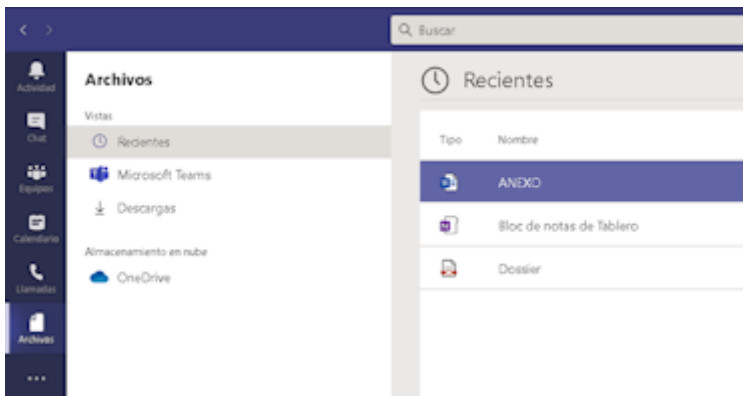 Buscar
Actividad
Chat
Equipos
Calendario
Llamadas
Archivos
Archivos
Vistas
Recientes
Microsoft Teams
Descargas
Almacenamiento en nube
OneDrive
Recientes
Tipo Nombre
ANEXO
Bloc de notas de Tablero
Dossier